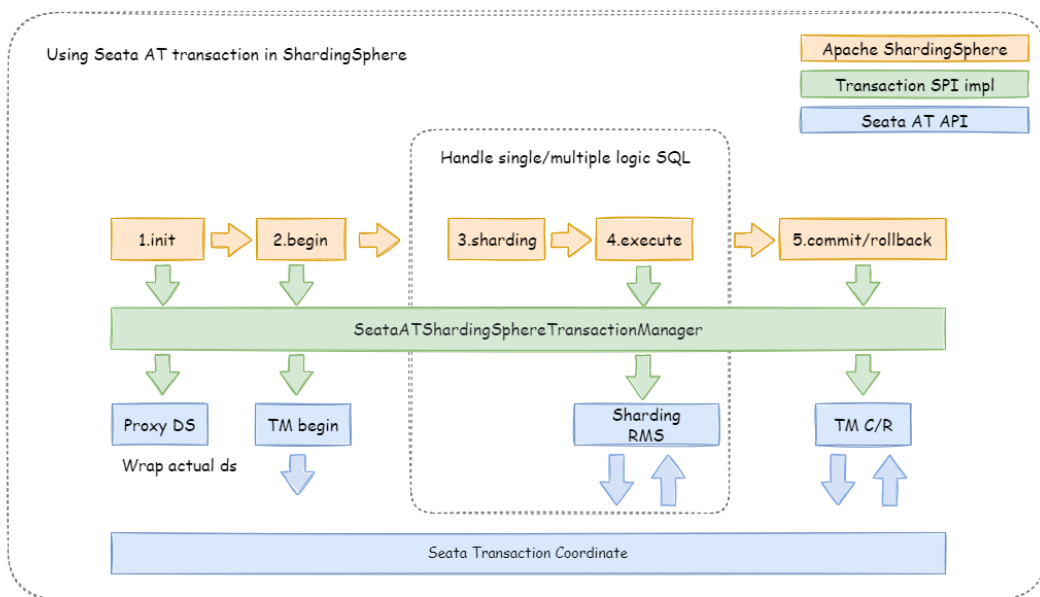 Using Seata AT transaction in ShardingSphere
Apache ShardingSphere
Transaction SPI impl
Seata AT API
Handle single/multiple logic SQL
1.init
2.begin
3.sharding
4.execute
5.commit/rollback
SeataATShardingSphereTransactionManager
Proxy DS
TM begin
Sharding
RMS
TM C/R
Wrap actual ds
Seata Transaction Coordinate